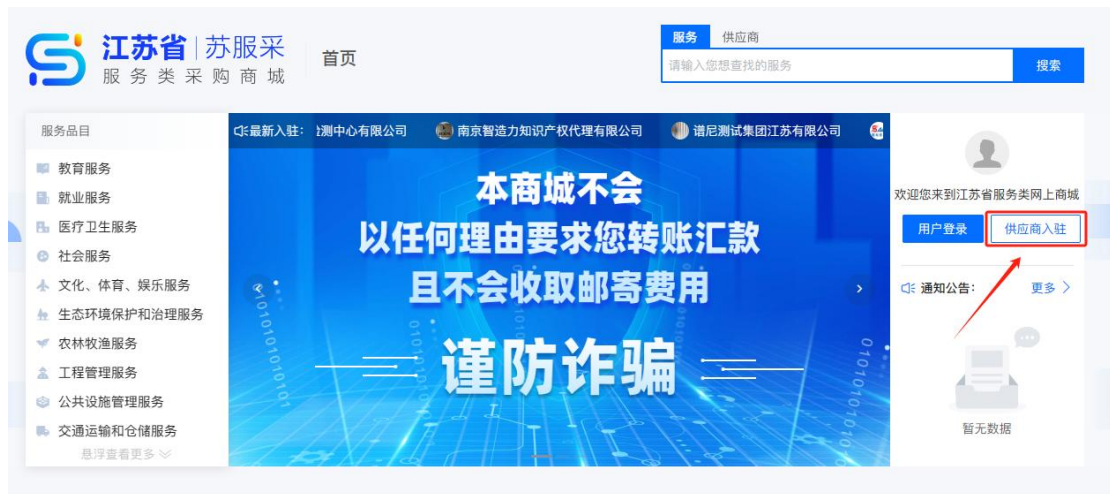 江苏省 苏服采
服务类采购商城
首页
服务 供应商
请输入您想查找的服务
搜索
服务品目
教育服务
就业服务
医疗卫生服务
社会服务
文化、体育、娱乐服务
生态环境保护和治理服务
农林牧渔服务
工程管理服务
公共设施管理服务
交通运输和仓储服务
悬浮查看更多
最新入驻： 测中心有限公司 南京智造力知识产权代理有限公司 谱尼测试集团江苏有限公司
本商城不会
以任何理由要求您转账汇款
且不会收取邮寄费用
谨防诈骗
欢迎您来到江苏省服务类网上商城
用户登录 供应商入驻
通知公告： 更多
暂无数据